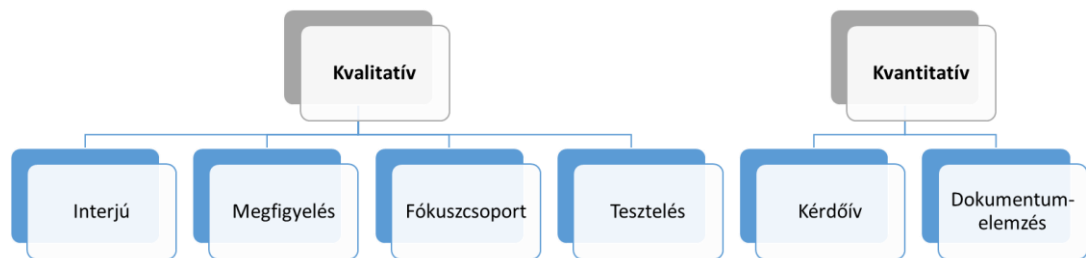 Kvalitatív
Kvantitatív
Interjú
Megfigyelés
Fókuszcsoport
Tesztelés
Kérdőív
Dokumentum-
elemzés